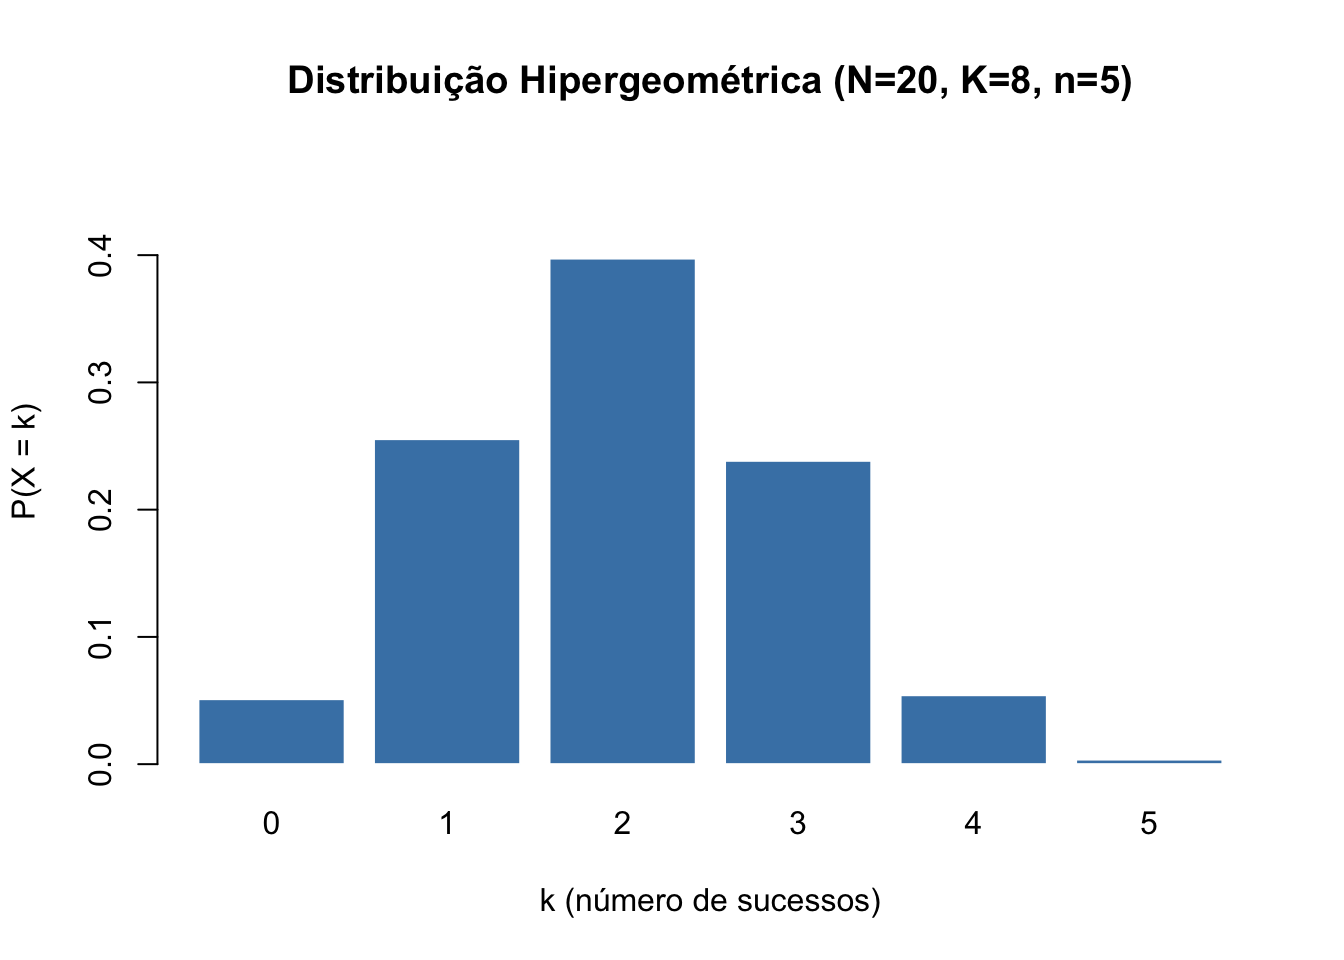 Distribuição Hipergeométrica (N=20, K=8, n=5)
P(X = k)
0.4
0.3
0.2
0.1
0.0
0 1 2 3 4 5
k (número de sucessos)